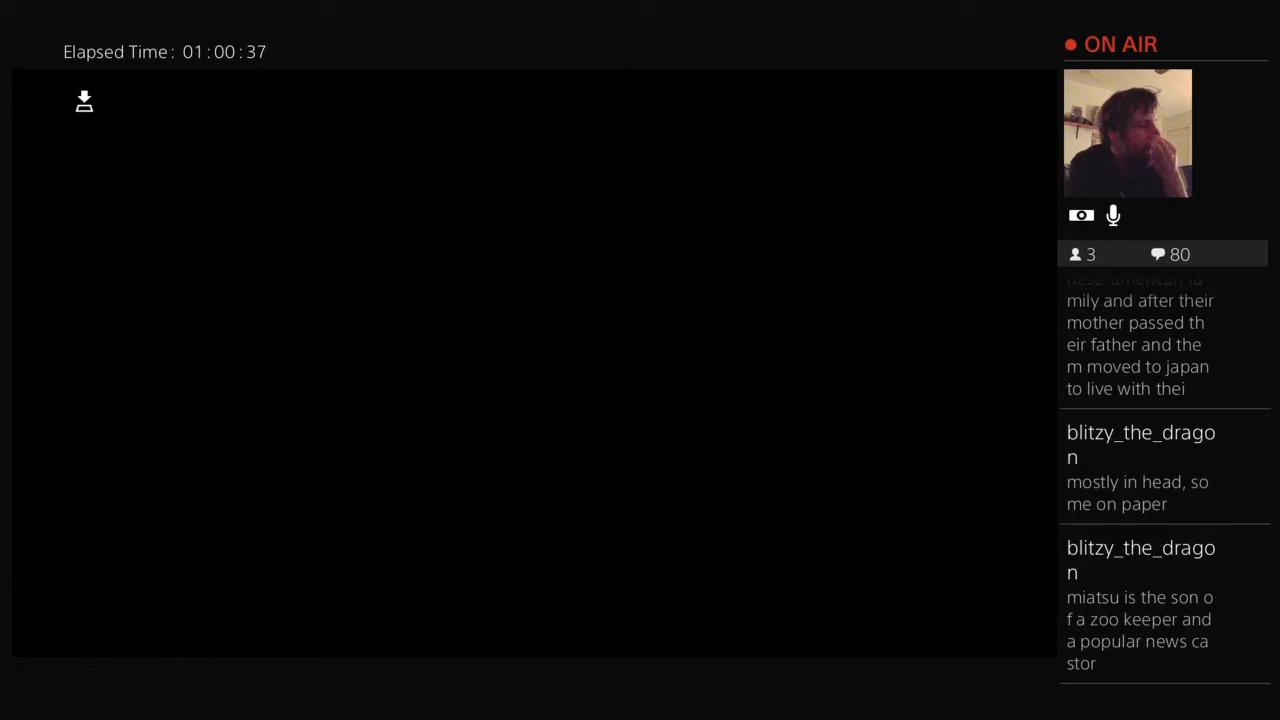 Elapsed Time: 01:00:37
ON AIR
3 80
mily and after their
mother passed th
eir father and the
m moved to japan
to live with thei
blitzy_the_drago
n
mostly in head, so
me on paper
blitzy_the_drago
n
miatsu is the son o
f a zoo keeper and
a popular news ca
stor